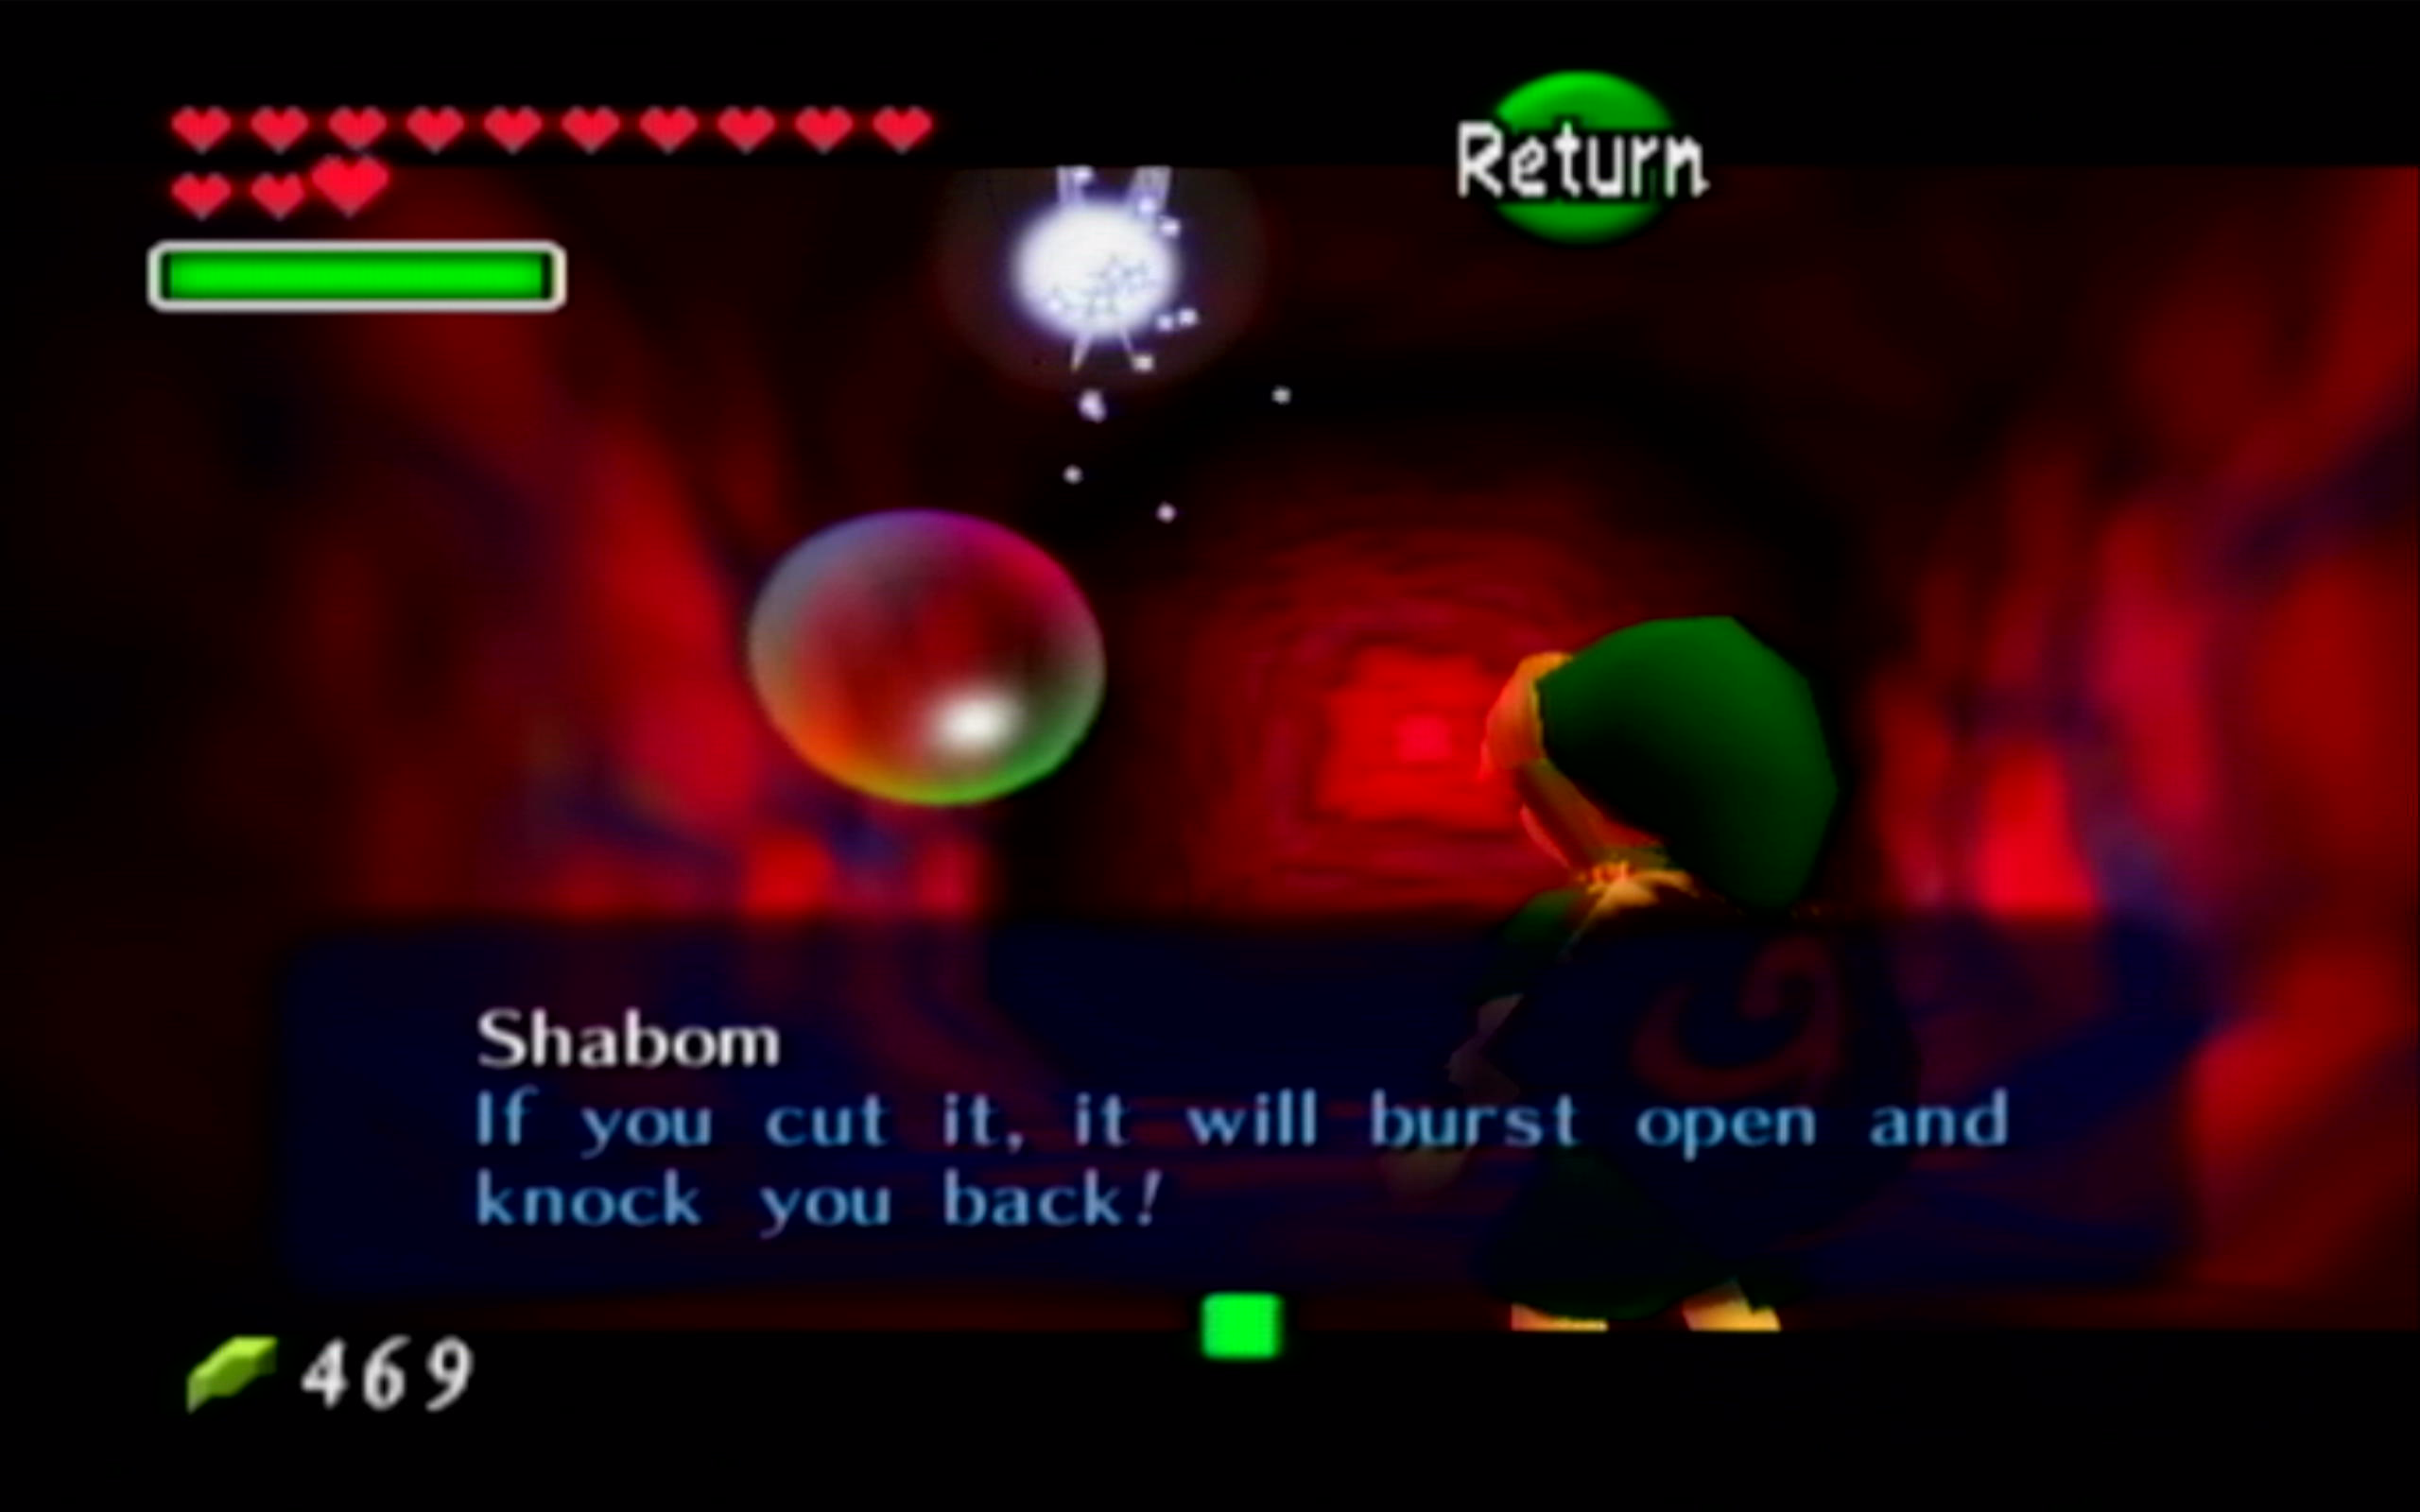 Return
Shabom
If you cut it, it will burst open and
knock you back!
469